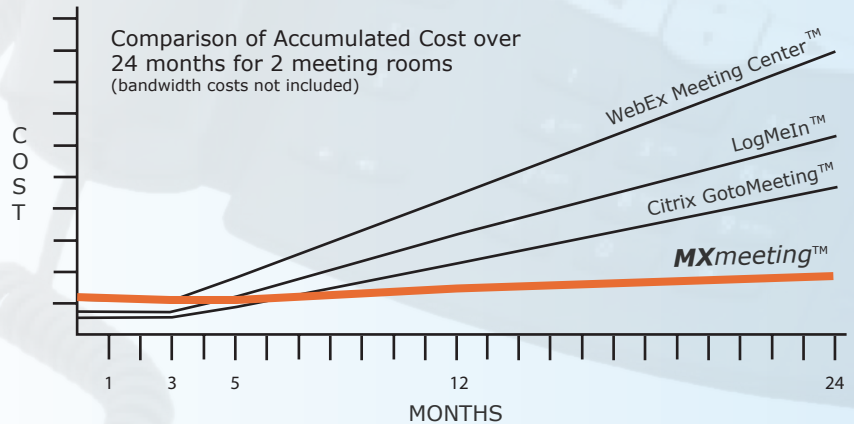 Comparison of Accumulated Cost over
24 months for 2 meeting rooms
(bandwidth costs not included)
WebEx Meeting Center™
LogMeIn™
Citrix GotoMeeting™
MXmeeting™
COST
1 3 5 12 24
MONTHS